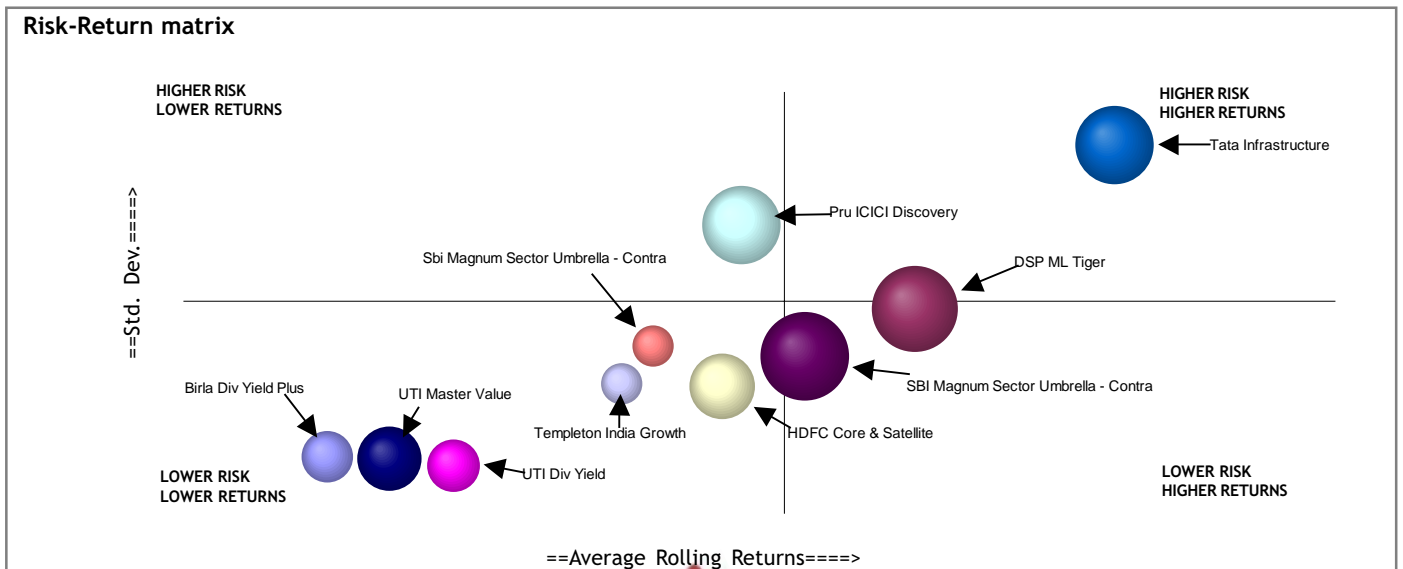 Risk-Return matrix
HIGHER RISK
LOWER RETURNS
HIGHER RISK
HIGHER RETURNS
Tata Infrastructure
Pru ICICI Discovery
Sbi Magnum Sector Umbrella - Contra
DSP ML Tiger
==Std. Dev.====>
Birla Div Yield Plus
UTI Master Value
SBI Magnum Sector Umbrella - Contra
Templeton India Growth
HDFC Core & Satellite
UTI Div Yield
LOWER RISK
LOWER RETURNS
LOWER RISK
HIGHER RETURNS
==Average Rolling Returns====>